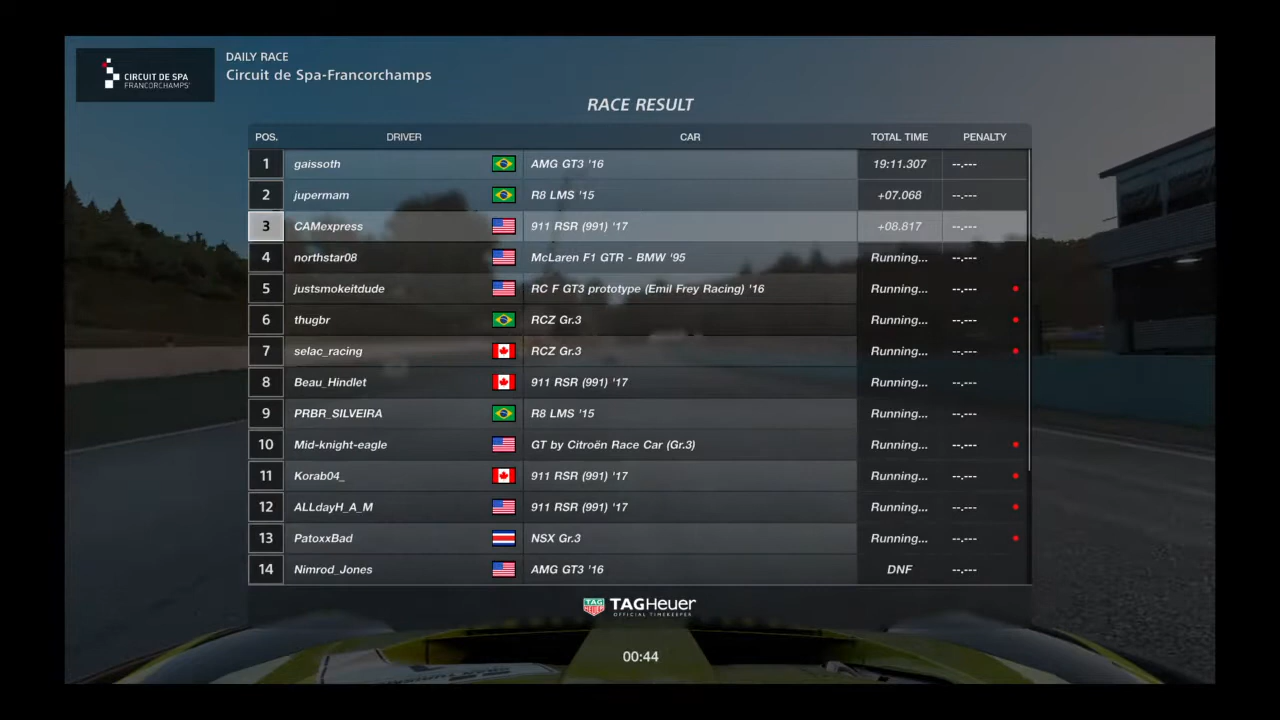 CIRCUIT DE SPA
FRANCORCHAMPS
DAILY RACE
Circuit de Spa-Francorchamps
RACE RESULT
POS. DRIVER CAR TOTAL TIME PENALTY
1 gaissoth AMG GT3 '16 19:11.307 --.---
2 jupermam R8 LMS '15 +07.068 --.---
3 CAMexpress 911 RSR (991) '17 +08.817 --.---
4 northstar08 McLaren F1 GTR - BMW '95 Running... --.---
5 justsmokeitdude RC F GT3 prototype (Emil Frey Racing) '16 Running... --.---
6 thugbr RCZ Gr.3 Running... --.---
7 selac_racing RCZ Gr.3 Running... --.---
8 Beau_Hindlet 911 RSR (991) '17 Running... --.---
9 PRBR_SILVEIRA R8 LMS '15 Running... --.---
10 Mid-knight-eagle GT by Citroën Race Car (Gr.3) Running... --.---
11 Korab04_ 911 RSR (991) '17 Running... --.---
12 ALLdayH_A_M 911 RSR (991) '17 Running... --.---
13 PatoxxBad NSX Gr.3 Running... --.---
14 Nimrod_Jones AMG GT3 '16 DNF --.---
TAG HEUER TAGHeuer
OFFICIAL TIMEKEEPER
00:44